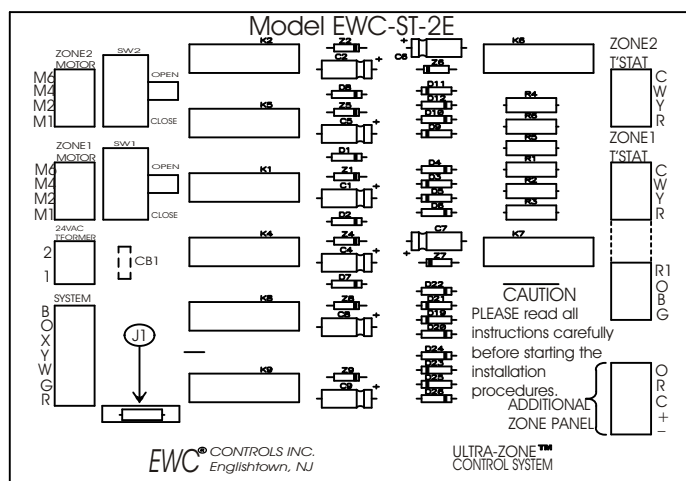 Model EWC-ST-2E
ZONE2
MOTOR
M6
M4
M2
M1
SW2
OPEN
CLOSE
K2
Z2
C2
+
C6
+
Z6
K6
ZONE2
T'STAT
C
W
Y
R
D8
Z5
C5
+
K5
D11
D12
D10
D9
R4
R6
R5
R1
R2
R3
ZONE1
MOTOR
M6
M4
M2
M1
SW1
OPEN
CLOSE
K1
D1
Z1
C1
+
D4
D3
D5
D6
ZONE1
T'STAT
C
W
Y
R
24VAC
T'FORMER
2
1
CB1
K4
D2
Z4
C4
+
C7
+
Z7
K7
R1
O
B
G
SYSTEM
B
O
X
Y
W
G
R
J1
K8
D7
Z8
C8
+
D22
D21
D19
D20
CAUTION
PLEASE read all
instructions carefully
before starting the
installation
procedures.
K9
Z9
C9
+
D24
D23
D25
D26
ADDITIONAL
ZONE PANEL
O
R
C
+
–
EWC® CONTROLS INC.
Englishtown, NJ
ULTRA-ZONE™
CONTROL SYSTEM